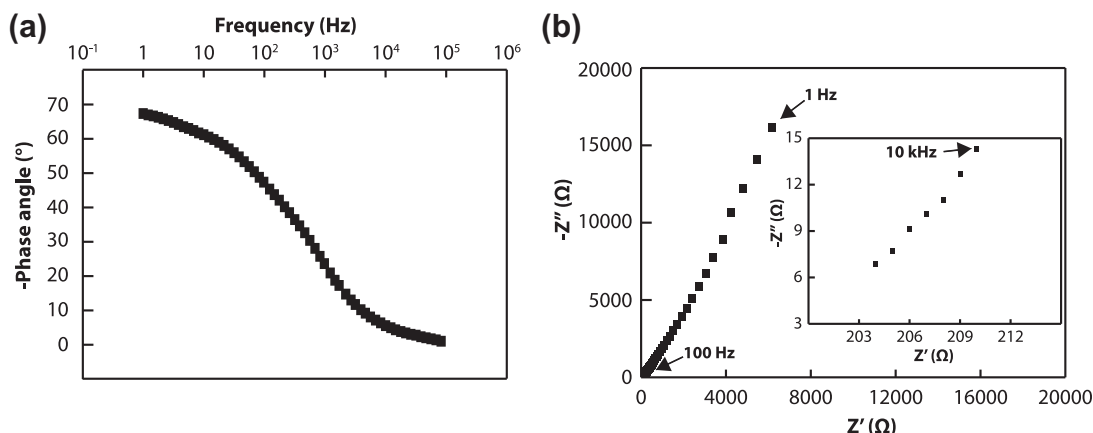 (a)
Frequency (Hz)
10⁻¹ 1 10 10² 10³ 10⁴ 10⁵ 10⁶
-Phase angle (°)
70
60
50
40
30
20
10
0
(b)
-Z″ (Ω)
20000
15000
10000
5000
0
1 Hz
100 Hz
0 4000 8000 12000 16000 20000
Z′ (Ω)
-Z″ (Ω)
15
12
9
6
3
10 kHz
203 206 209 212
Z′ (Ω)